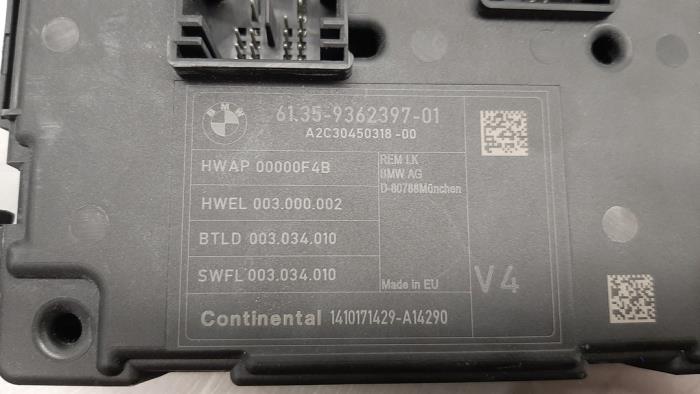 BMW
61.35-9362397-01
A2C30450318-00
HWAP 00000F4B
HWEL 003.000.002
BTLD 003.034.010
SWFL 003.034.010
REM LK
BMW AG
D-80788München
Made in EU
V4
Continental 1410171429-A14290